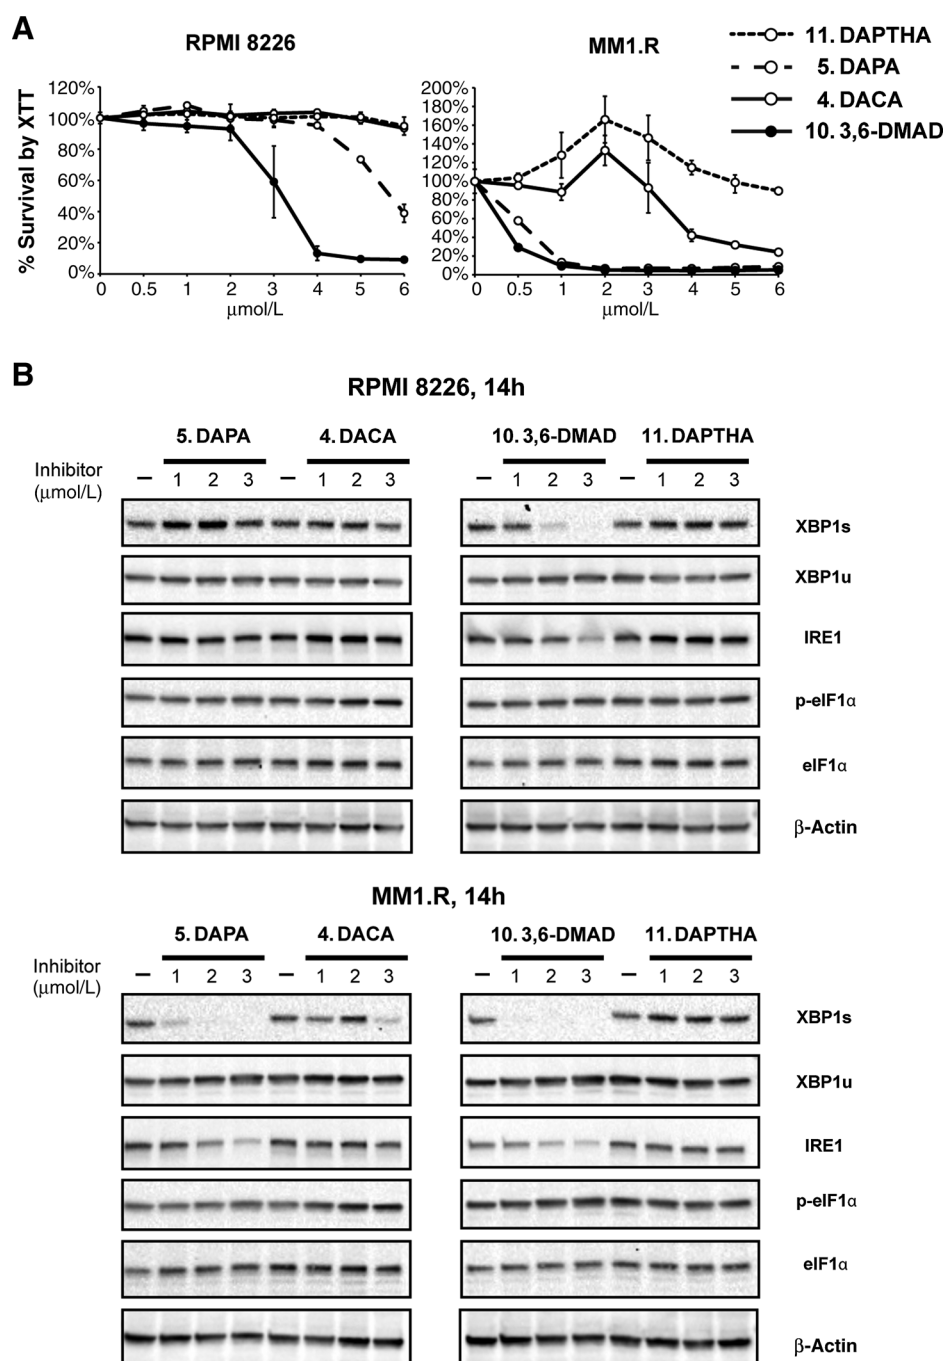 A
RPMI 8226
MM1.R
11. DAPTHA
5. DAPA
4. DACA
10. 3,6-DMAD
% Survival by XTT
120%
100%
80%
60%
40%
20%
0%
0 0.5 1 2 3 4 5 6
μmol/L
200%
180%
160%
140%
120%
100%
80%
60%
40%
20%
0%
0 0.5 1 2 3 4 5 6
μmol/L
B
RPMI 8226, 14h
5. DAPA 4. DACA 10. 3,6-DMAD 11. DAPTHA
Inhibitor
(μmol/L)
– 1 2 3 – 1 2 3 – 1 2 3 – 1 2 3
XBP1s
XBP1u
IRE1
p-eIF1α
eIF1α
β-Actin
MM1.R, 14h
5. DAPA 4. DACA 10. 3,6-DMAD 11. DAPTHA
Inhibitor
(μmol/L)
– 1 2 3 – 1 2 3 – 1 2 3 – 1 2 3
XBP1s
XBP1u
IRE1
p-eIF1α
eIF1α
β-Actin